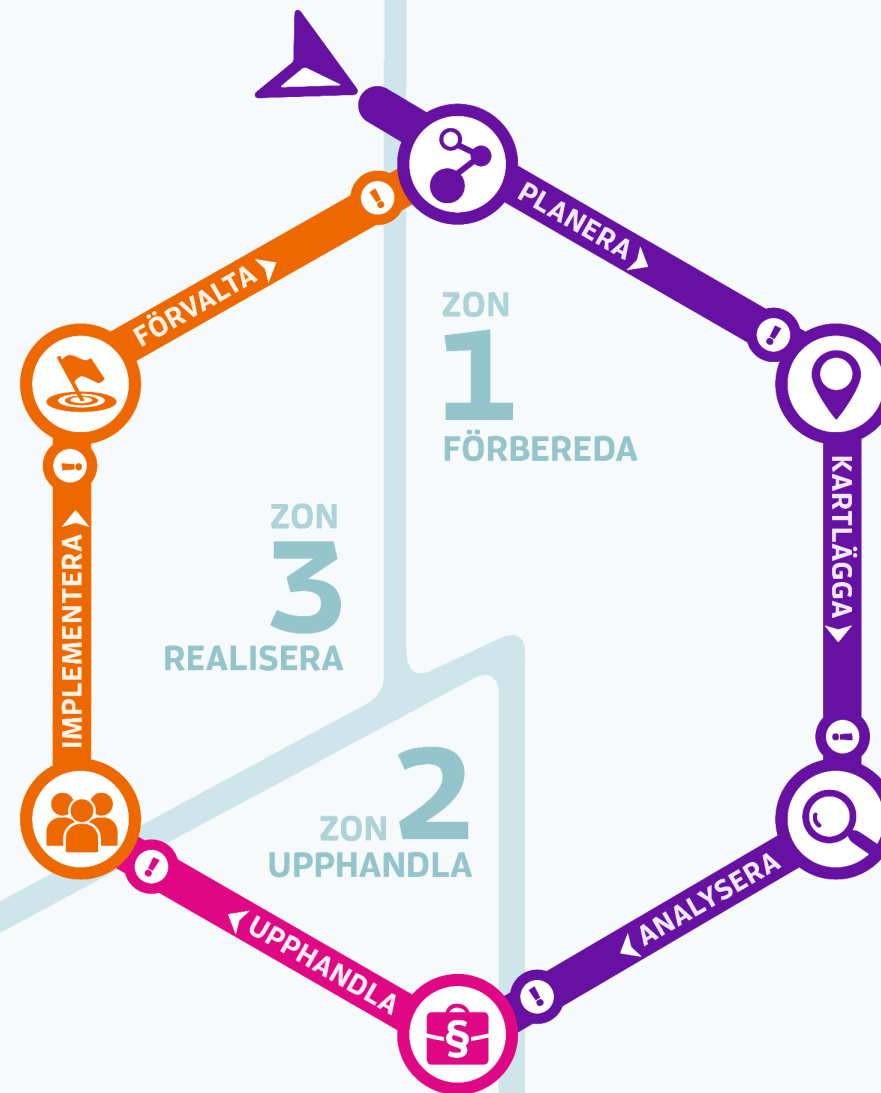 PLANERA
ZON
1
FÖRBEREDA
KARTLÄGGA
ANALYSERA
ZON 2
UPPHANDLA
§
UPPHANDLA
ZON
3
REALISERA
IMPLEMENTERA
FÖRVALTA
!
!
!
!
!
!